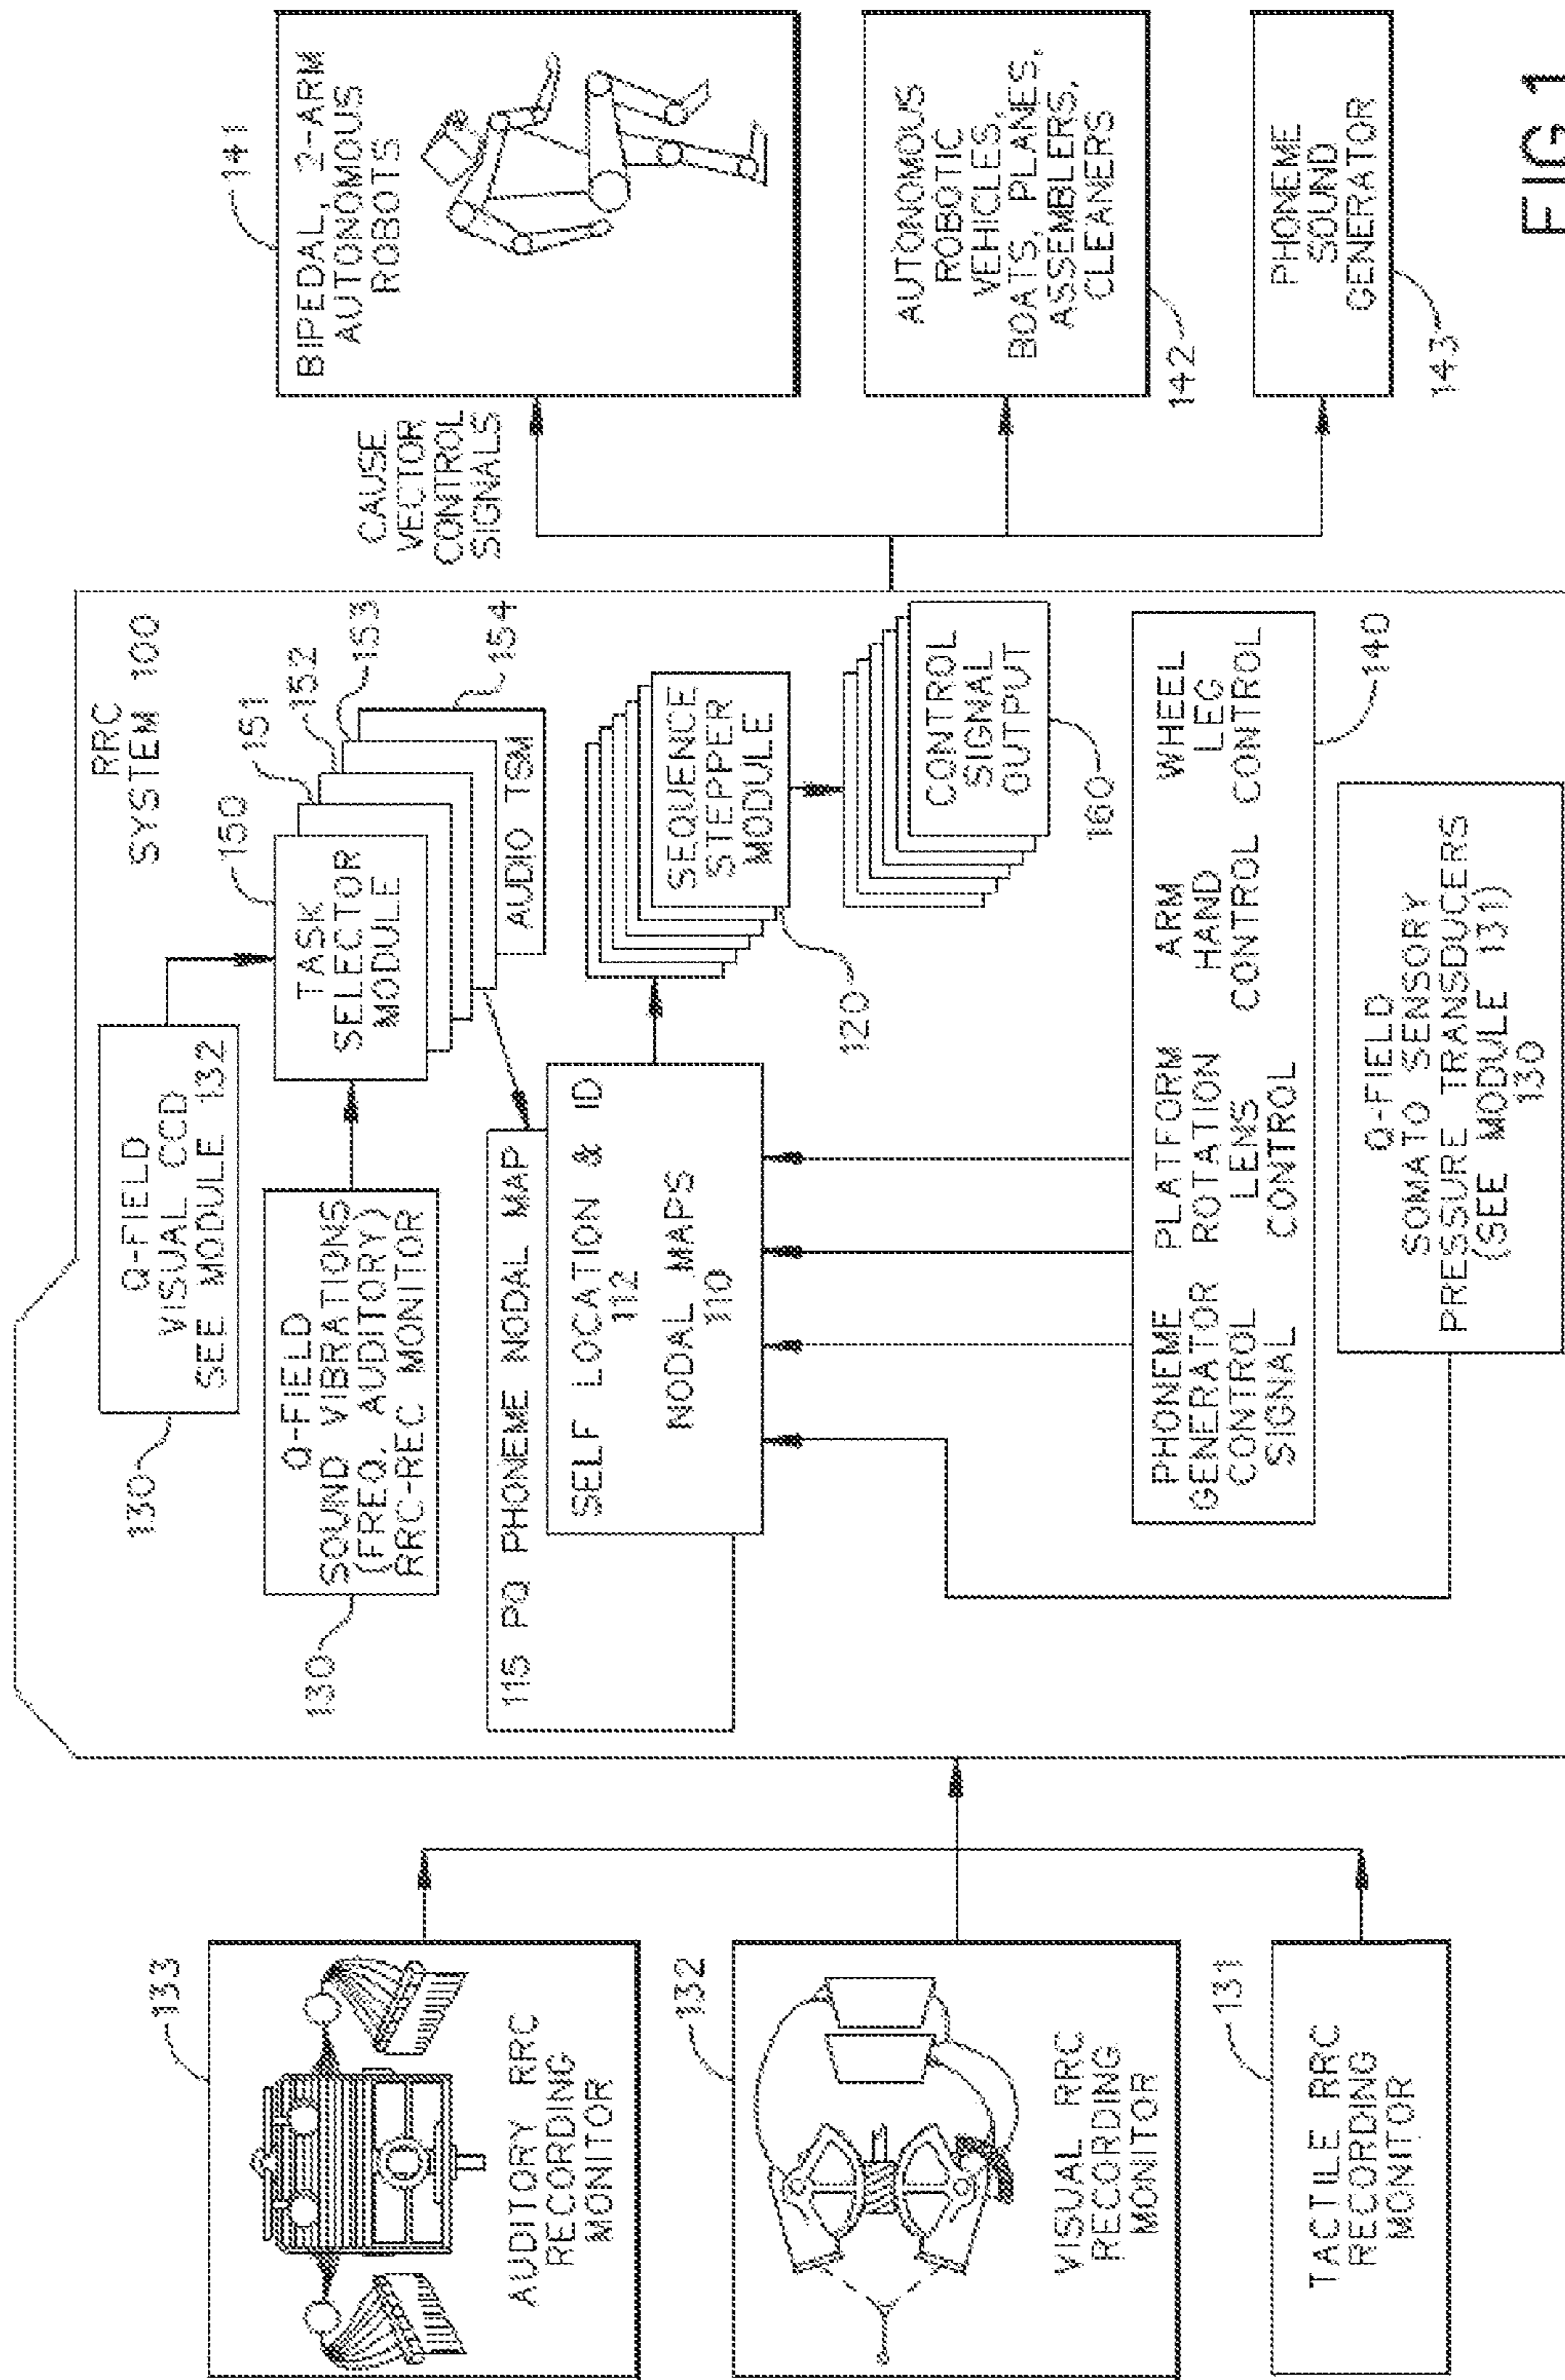 133
AUDITORY RRC
RECORDING
MONITOR
132
VISUAL RRC
RECORDING
MONITOR
131
TACTILE RRC
RECORDING
MONITOR
RRC
SYSTEM 100
130
Q-FIELD
VISUAL CCD
SEE MODULE 132
130
Q-FIELD
SOUND VIBRATIONS
(FREQ. AUDITORY)
RRC-REC MONITOR
150
151
152
153
154
TASK
SELECTOR
MODULE
AUDIO TSM
115 PQ PHONEME NODAL MAP
SELF LOCATION & ID
112
NODAL MAPS
110
SEQUENCE
STEPPER
MODULE
120
CONTROL
SIGNAL
OUTPUT
160
PHONEME
GENERATOR
CONTROL
SIGNAL
PLATFORM
ROTATION
LENS
CONTROL
ARM
HAND
CONTROL
WHEEL
LEG
CONTROL
140
Q-FIELD
SOMATO SENSORY
PRESSURE TRANSDUCERS
(SEE MODULE 131)
130
CAUSE
VECTOR
CONTROL
SIGNALS
141
BIPEDAL, 2-ARM
AUTONOMOUS
ROBOTS
AUTONOMOUS
ROBOTIC
VEHICLES,
BOATS, PLANES,
ASSEMBLERS,
CLEANERS
142
PHONEME
SOUND
GENERATOR
143
FIG 1